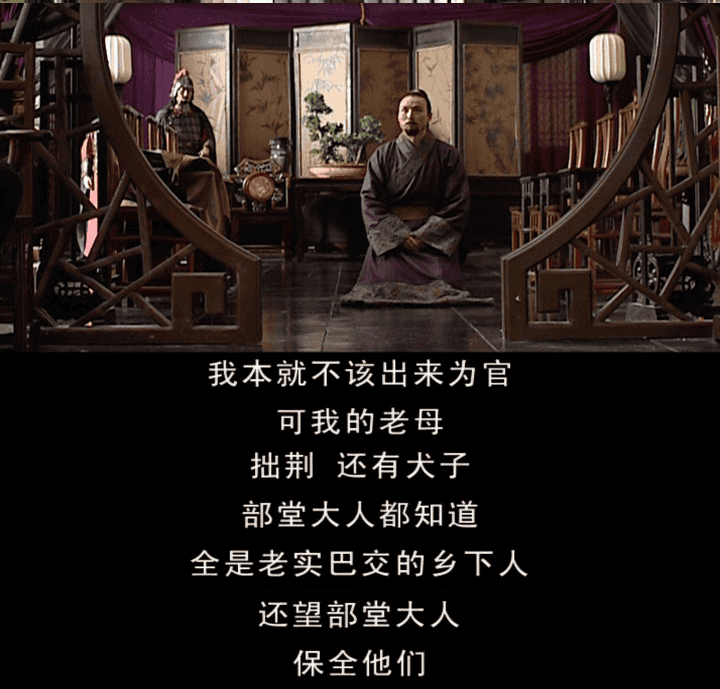 我本就不该出来为官
可我的老母
拙荆 还有犬子
部堂大人都知道
全是老实巴交的乡下人
还望部堂大人
保全他们